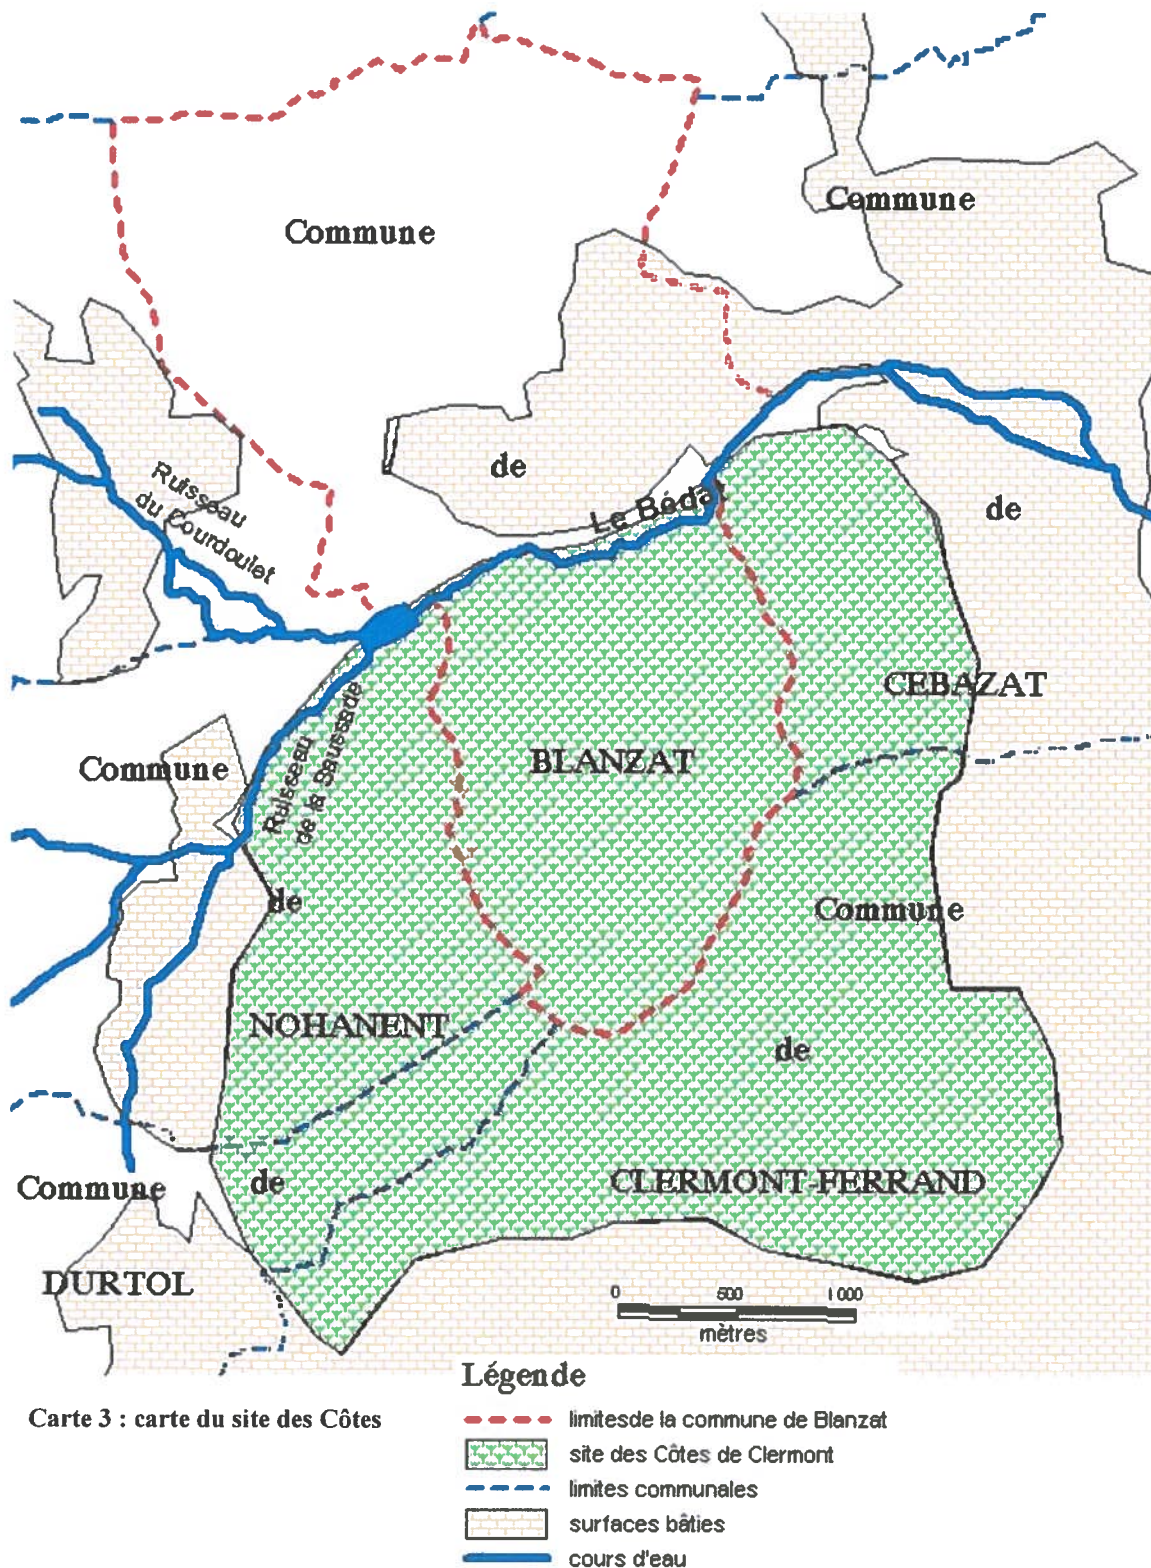 Commune
Commune
de
de
Ruisseau
du Courdoulet
Le Bédat
CEBAZAT
Ruisseau
de la Saussade
BLANZAT
Commune
de
Commune
NOHANENT
de
Commune
de
CLERMONT-FERRAND
DURTOL
0 500 1 000
mètres
Légende
Carte 3 : carte du site des Côtes
limitesde la commune de Blanzat
site des Côtes de Clermont
limites communales
surfaces bâties
cours d'eau